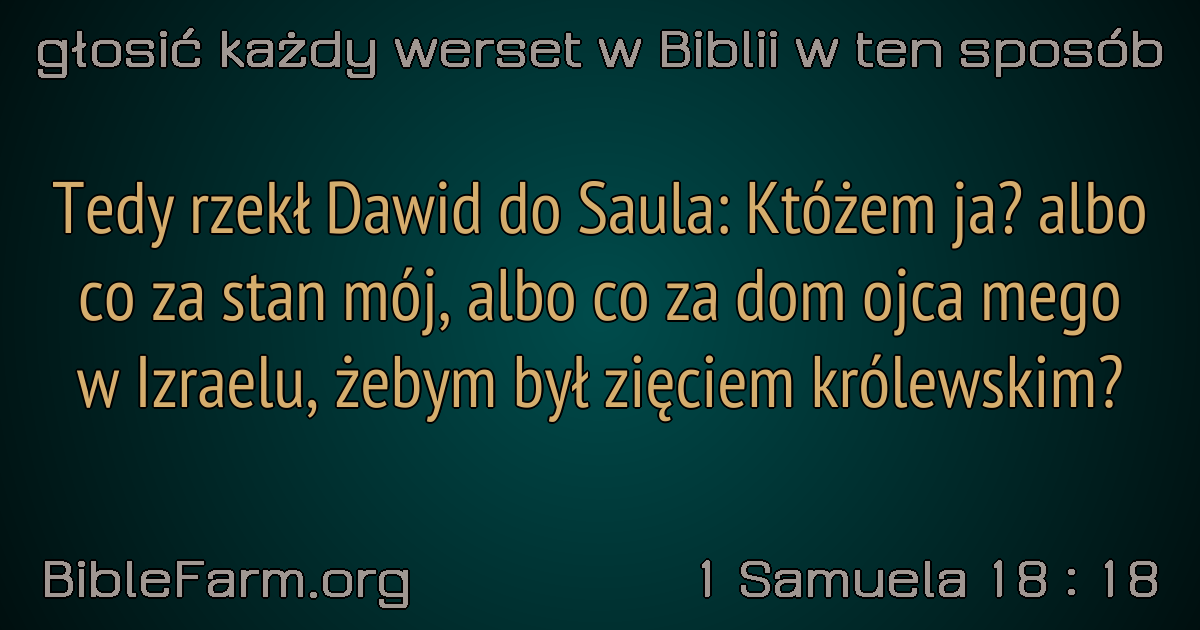 głosić każdy werset w Biblii w ten sposób
Tedy rzekł Dawid do Saula: Któżem ja? albo
co za stan mój, albo co za dom ojca mego
w Izraelu, żebym był zięciem królewskim?
BibleFarm.org
1 Samuela 18 : 18